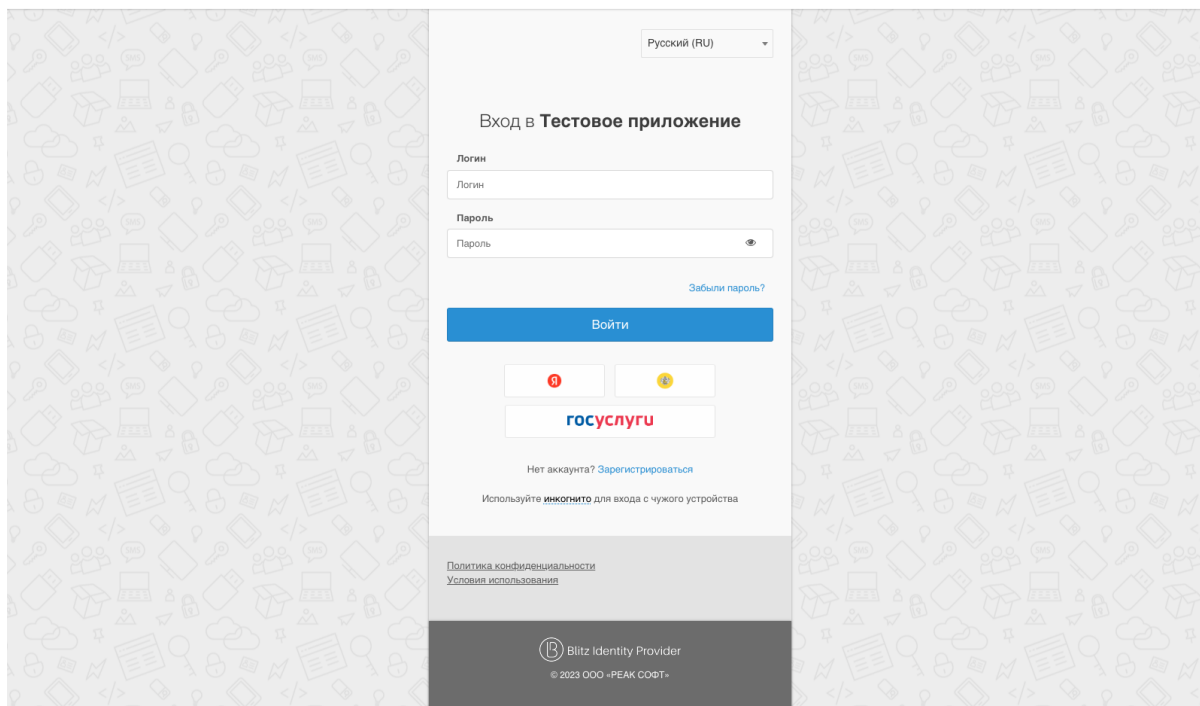 Русский (RU)
Вход в Тестовое приложение
Логин
Логин
Пароль
Пароль
Забыли пароль?
Войти
Я
госуслуги
Нет аккаунта? Зарегистрироваться
Используйте инкогнито для входа с чужого устройства
Политика конфиденциальности
Условия использования
Blitz Identity Provider
© 2023 ООО «РЕАК СОФТ»